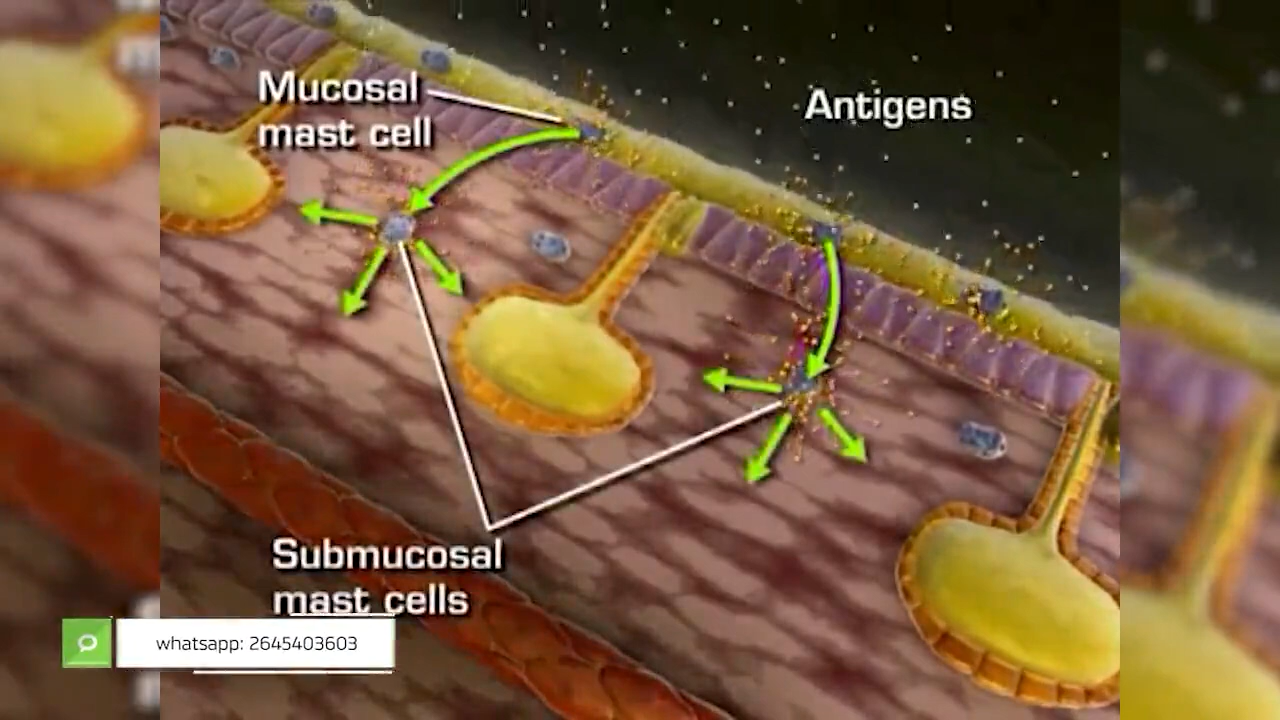 Mucosal
mast cell
Antigens
Submucosal
mast cells
whatsapp: 2645403603